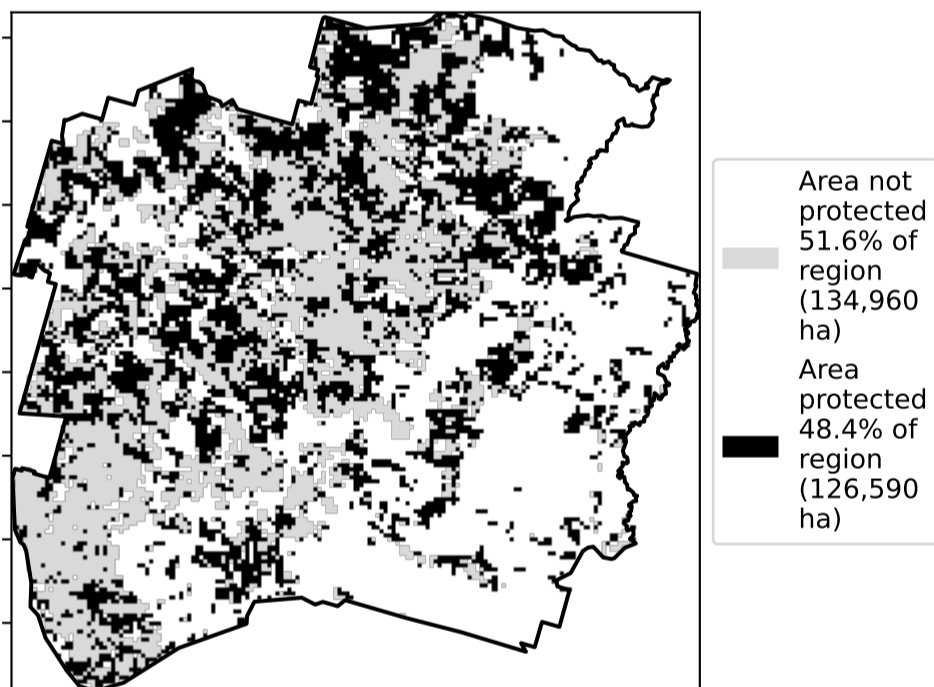 Area not
protected
51.6% of
region
(134,960
ha)
Area
protected
48.4% of
region
(126,590
ha)